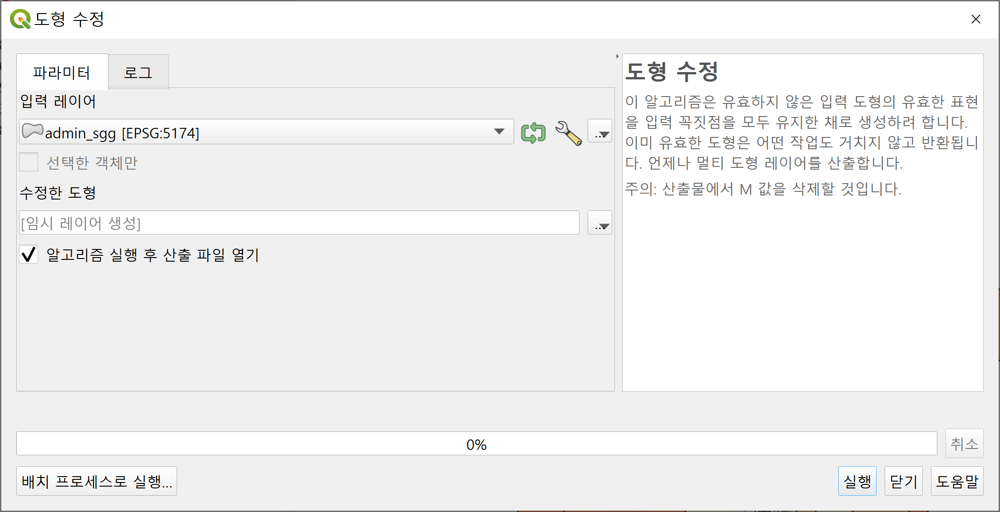 도형 수정
파라미터
로그
입력 레이어
admin_sgg [EPSG:5174]
...
선택한 객체만
수정한 도형
[임시 레이어 생성]
...
알고리즘 실행 후 산출 파일 열기
도형 수정
이 알고리즘은 유효하지 않은 입력 도형의 유효한 표현
을 입력 꼭짓점을 모두 유지한 채로 생성하려 합니다.
이미 유효한 도형은 어떤 작업도 거치지 않고 반환됩니
다. 언제나 멀티 도형 레이어를 산출합니다.
주의: 산출물에서 M 값을 삭제할 것입니다.
0%
취소
배치 프로세스로 실행...
실행
닫기
도움말